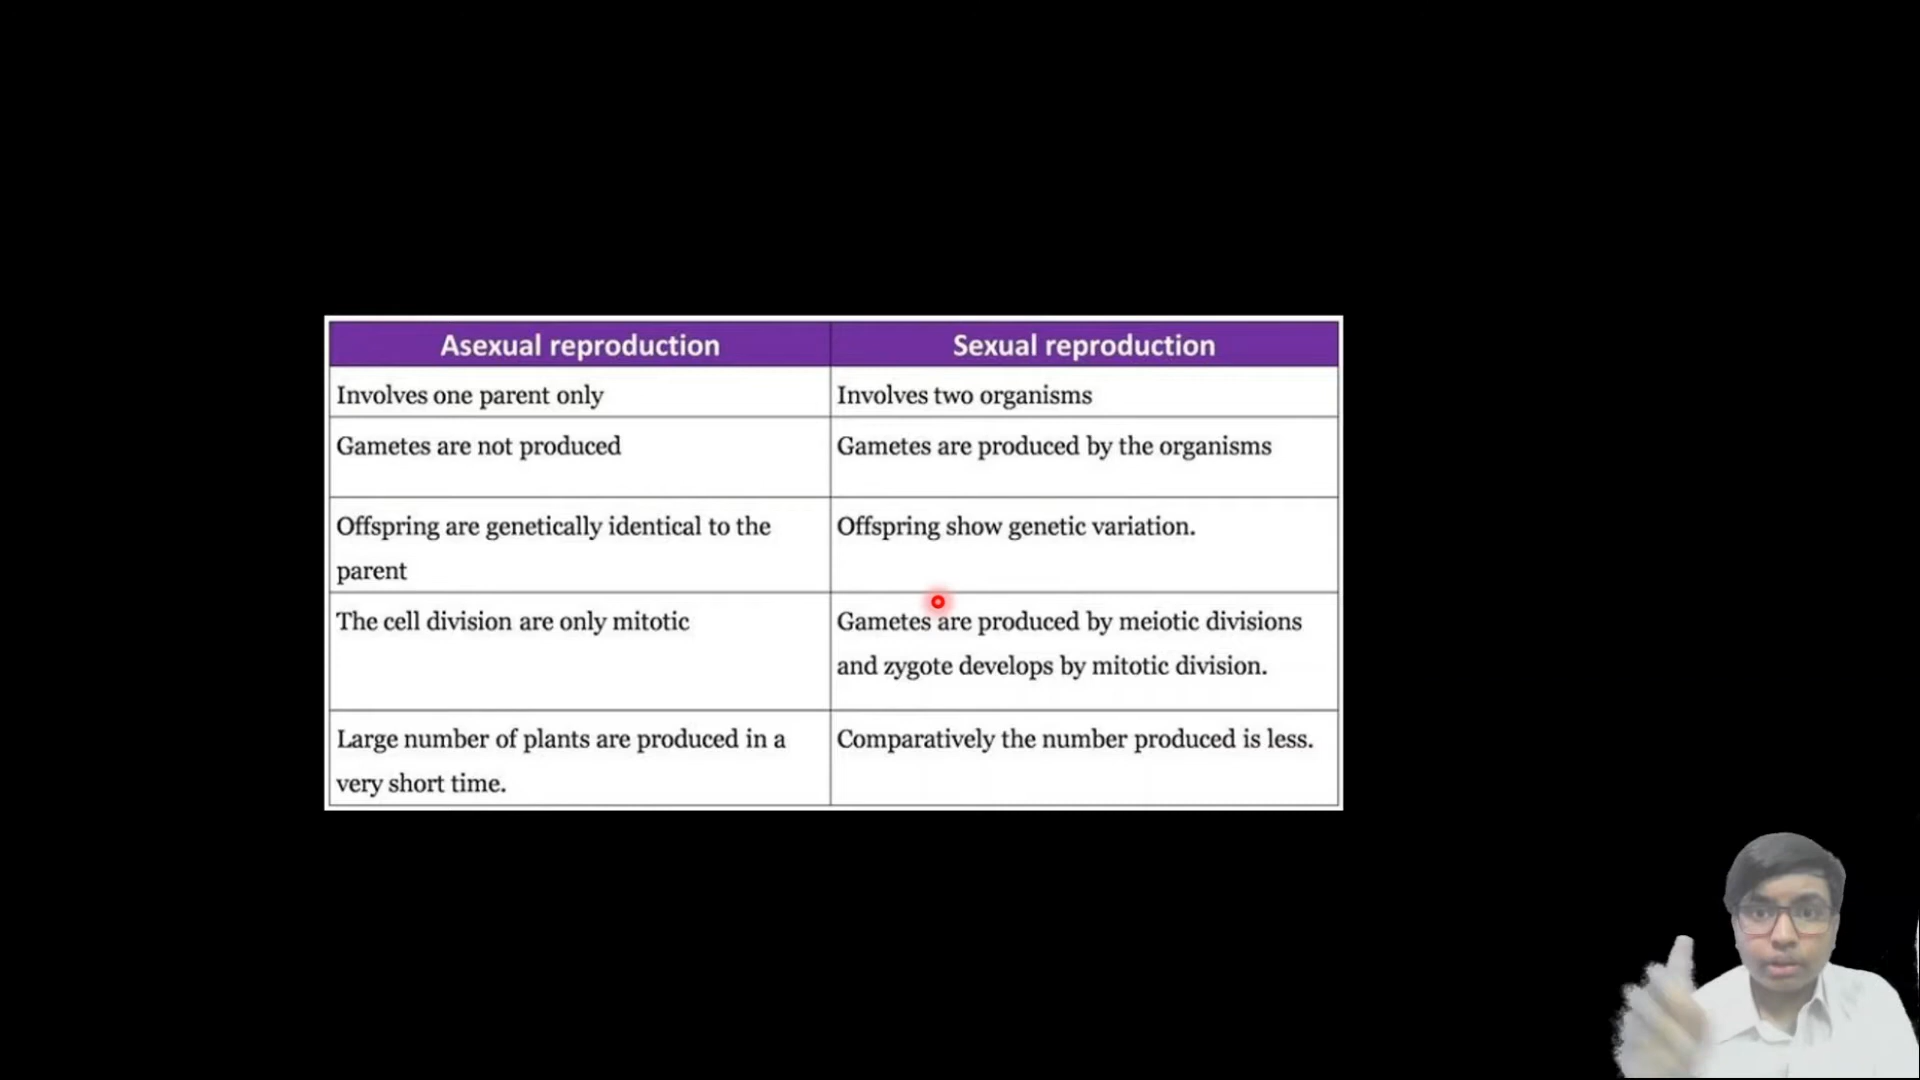 Asexual reproduction
Sexual reproduction
Involves one parent only
Involves two organisms
Gametes are not produced
Gametes are produced by the organisms
Offspring are genetically identical to the
parent
Offspring show genetic variation.
The cell division are only mitotic
Gametes are produced by meiotic divisions
and zygote develops by mitotic division.
Large number of plants are produced in a
very short time.
Comparatively the number produced is less.